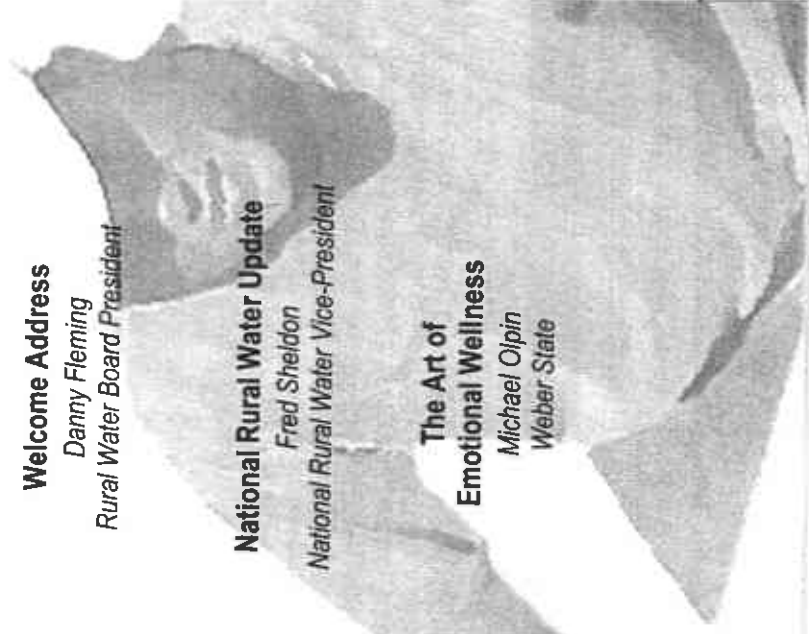 Welcome Address
Danny Fleming
Rural Water Board President
National Rural Water Update
Fred Sheldon
National Rural Water Vice-President
The Art of
Emotional Wellness
Michael Olpin
Weber State